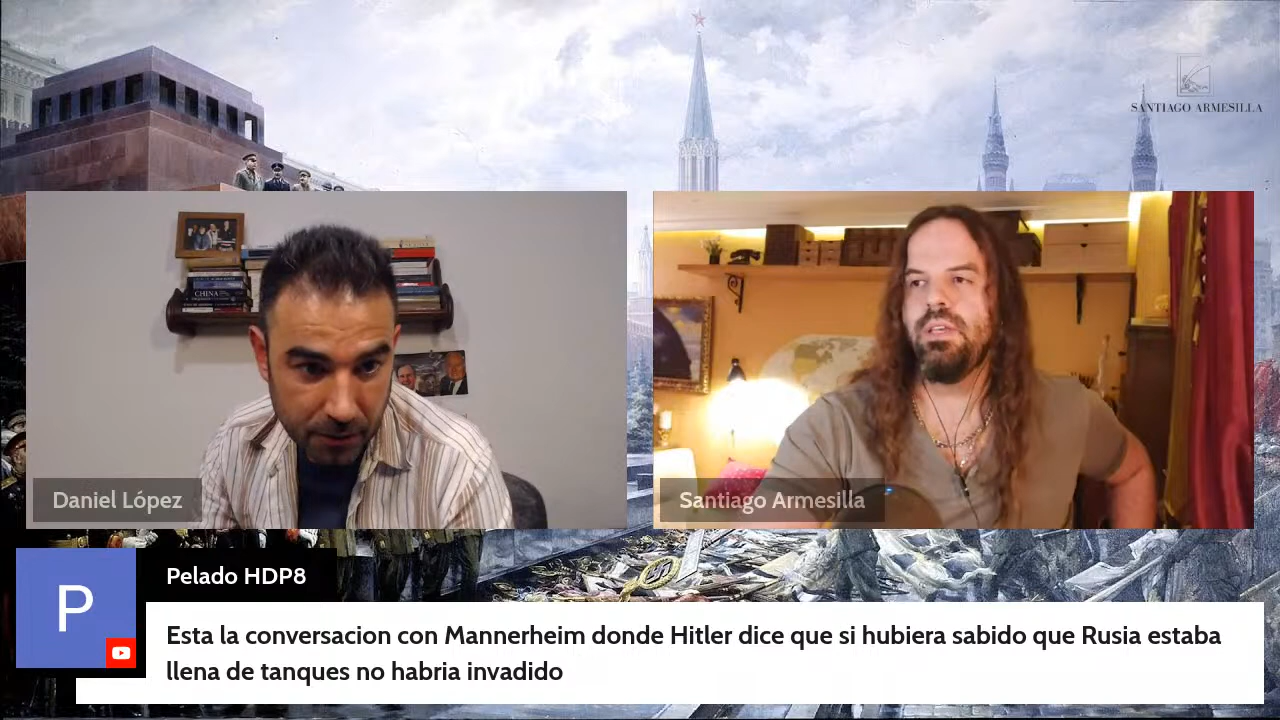 SANTIAGO ARMESILLA
CHINA
Daniel López
Santiago Armesilla
P
Pelado HDP8
Esta la conversacion con Mannerheim donde Hitler dice que si hubiera sabido que Rusia estaba
llena de tanques no habria invadido